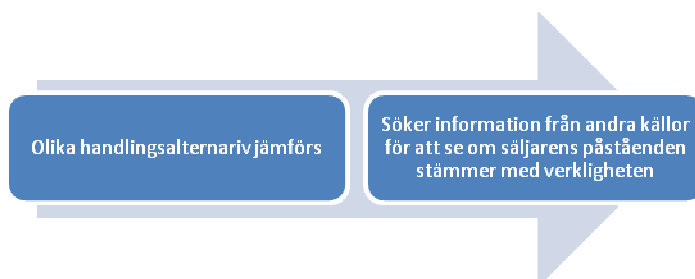 Olika handlingsalternariv jämförs
Söker information från andra källor
för att se om säljarens påståenden
stämmer med verkligheten